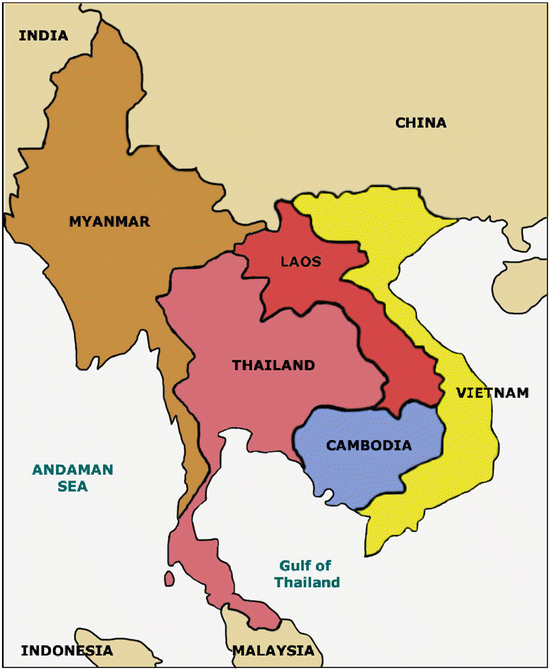 INDIA
CHINA
MYANMAR
LAOS
THAILAND
VIETNAM
CAMBODIA
ANDAMAN
SEA
Gulf of
Thailand
INDONESIA
MALAYSIA